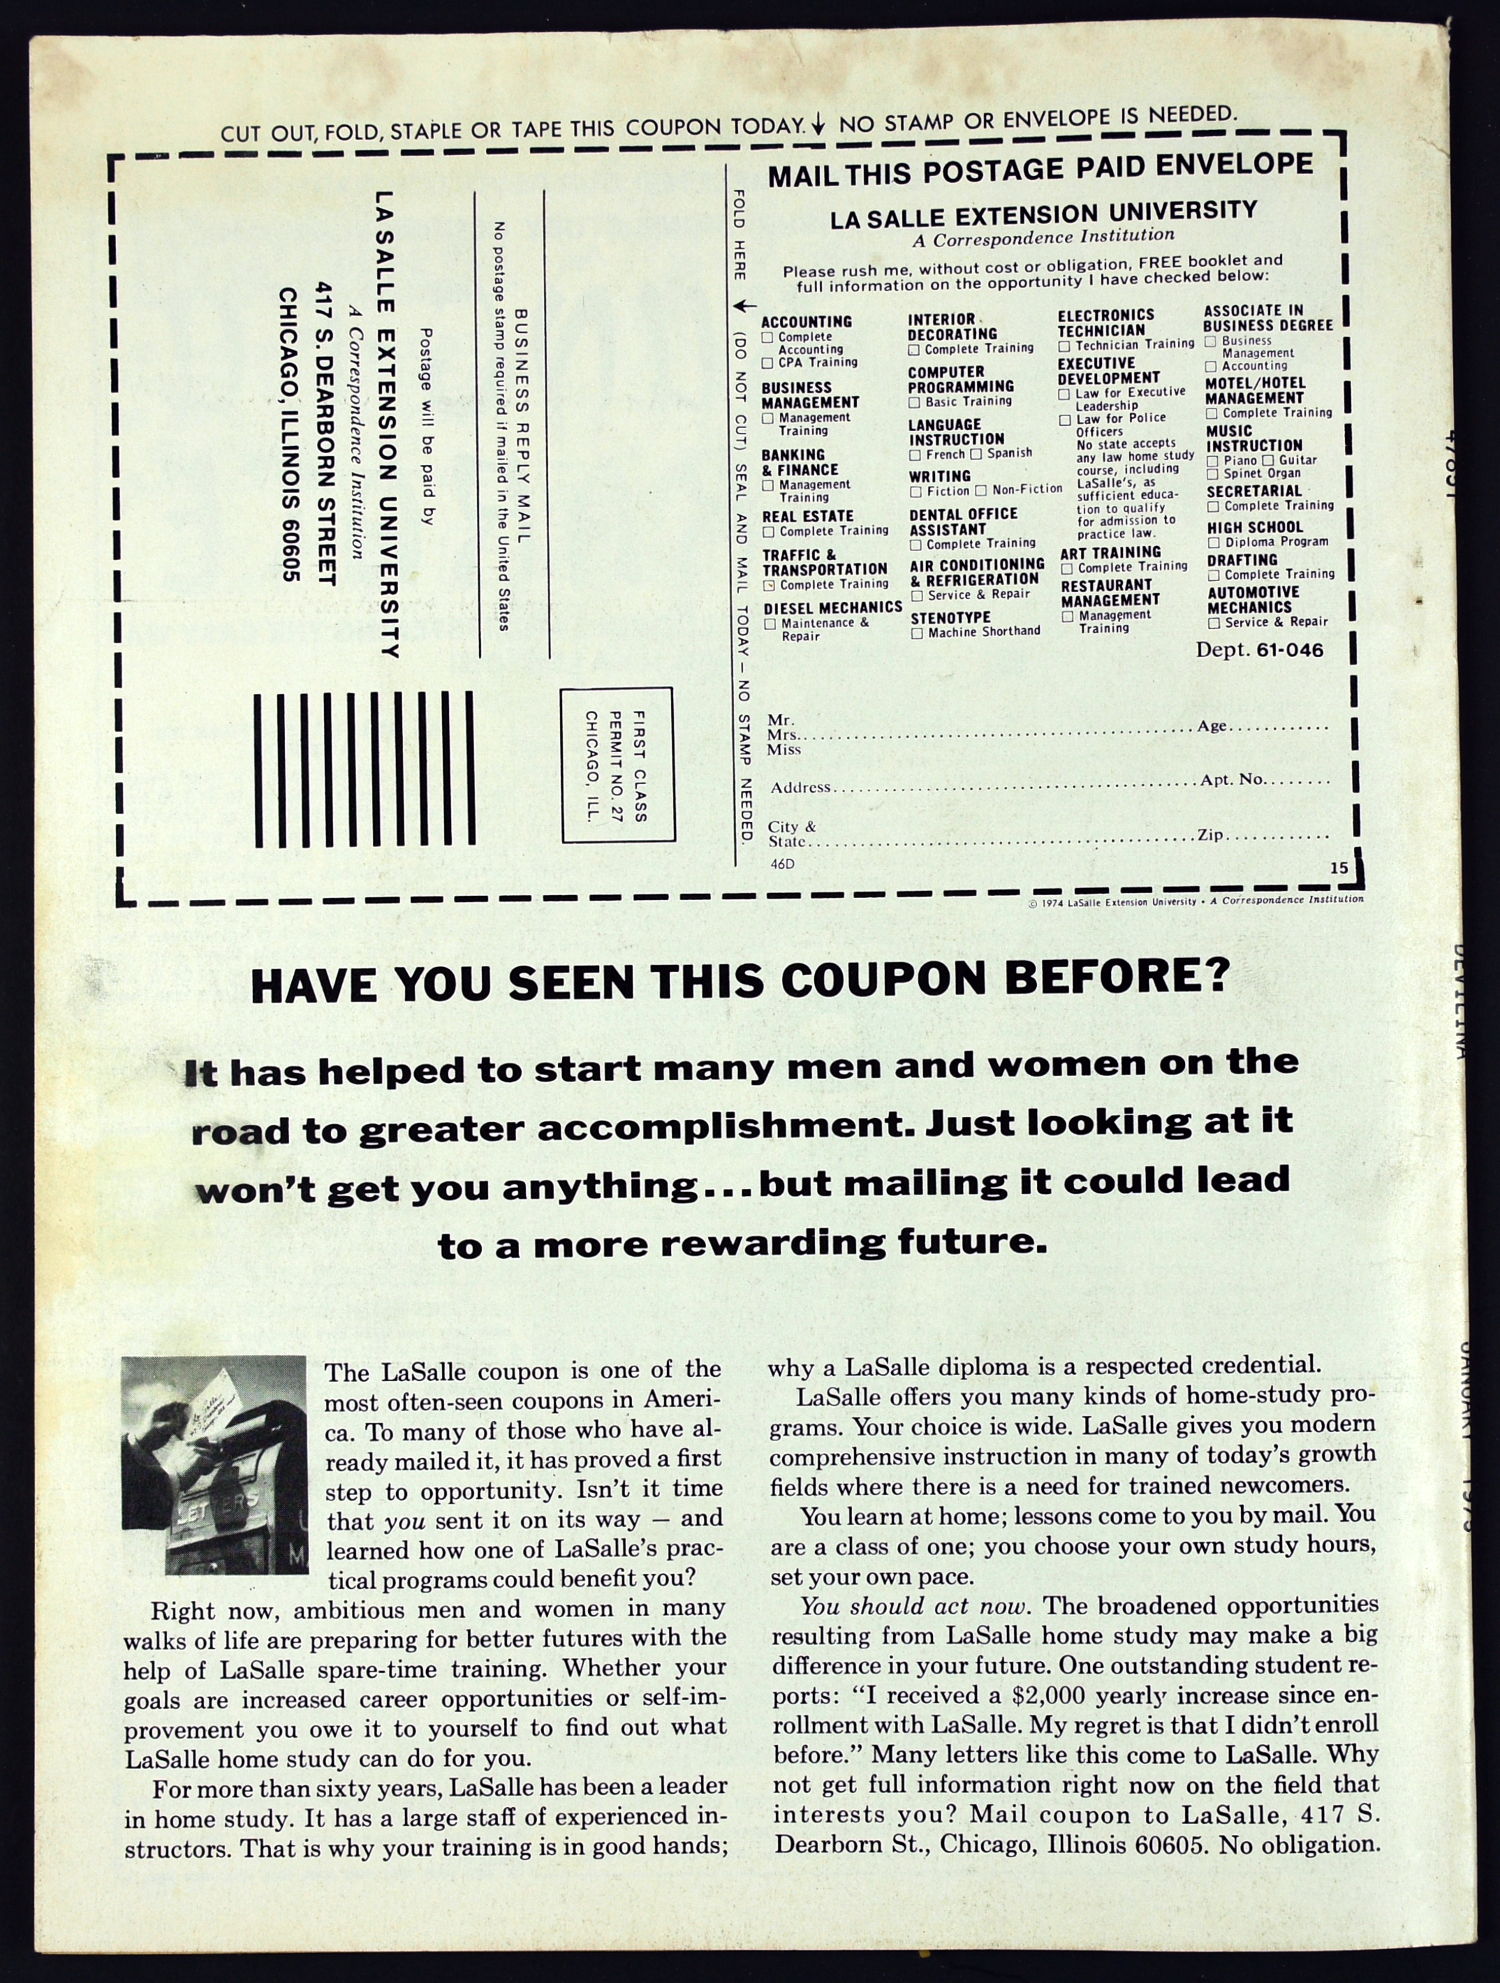 CUT OUT, FOLD, STAPLE OR TAPE THIS COUPON TODAY. ↓ NO STAMP OR ENVELOPE IS NEEDED.
LA SALLE EXTENSION UNIVERSITY
A Correspondence Institution
417 S. DEARBORN STREET
CHICAGO, ILLINOIS 60605
Postage will be paid by
BUSINESS REPLY MAIL
No postage stamp required if mailed in the United States
FIRST CLASS
PERMIT NO. 27
CHICAGO, ILL.
FOLD HERE ↓ (DO NOT CUT) SEAL AND MAIL TODAY — NO STAMP NEEDED.
MAIL THIS POSTAGE PAID ENVELOPE
LA SALLE EXTENSION UNIVERSITY
A Correspondence Institution
Please rush me, without cost or obligation, FREE booklet and
full information on the opportunity I have checked below:
ACCOUNTING
☐ Complete
Accounting
☐ CPA Training
BUSINESS
MANAGEMENT
☐ Management
Training
BANKING
& FINANCE
☐ Management
Training
REAL ESTATE
☐ Complete Training
TRAFFIC &
TRANSPORTATION
☐ Complete Training
DIESEL MECHANICS
☐ Maintenance &
Repair
INTERIOR
DECORATING
☐ Complete Training
COMPUTER
PROGRAMMING
☐ Basic Training
LANGUAGE
INSTRUCTION
☐ French ☐ Spanish
WRITING
☐ Fiction ☐ Non-Fiction
DENTAL OFFICE
ASSISTANT
☐ Complete Training
AIR CONDITIONING
& REFRIGERATION
☐ Service & Repair
STENOTYPE
☐ Machine Shorthand
ELECTRONICS
TECHNICIAN
☐ Technician Training
EXECUTIVE
DEVELOPMENT
☐ Law for Executive
Leadership
☐ Law for Police
Officers
No state accepts
any law home study
course, including
LaSalle's, as
sufficient educa-
tion to qualify
for admission to
practice law.
ART TRAINING
☐ Complete Training
RESTAURANT
MANAGEMENT
☐ Management
Training
ASSOCIATE IN
BUSINESS DEGREE
☐ Business
Management
☐ Accounting
MOTEL/HOTEL
MANAGEMENT
☐ Complete Training
MUSIC
INSTRUCTION
☐ Piano ☐ Guitar
☐ Spinet Organ
SECRETARIAL
☐ Complete Training
HIGH SCHOOL
☐ Diploma Program
DRAFTING
☐ Complete Training
AUTOMOTIVE
MECHANICS
☐ Service & Repair
Dept. 61-046
Mr.
Mrs. Age
Miss
Address Apt. No.
City &
State Zip
46D 15
© 1974 LaSalle Extension University • A Correspondence Institution
HAVE YOU SEEN THIS COUPON BEFORE?
It has helped to start many men and women on the
road to greater accomplishment. Just looking at it
won't get you anything...but mailing it could lead
to a more rewarding future.
LETTERS
The LaSalle coupon is one of the
most often-seen coupons in Ameri-
ca. To many of those who have al-
ready mailed it, it has proved a first
step to opportunity. Isn't it time
that you sent it on its way — and
learned how one of LaSalle's prac-
tical programs could benefit you?
Right now, ambitious men and women in many
walks of life are preparing for better futures with the
help of LaSalle spare-time training. Whether your
goals are increased career opportunities or self-im-
provement you owe it to yourself to find out what
LaSalle home study can do for you.
For more than sixty years, LaSalle has been a leader
in home study. It has a large staff of experienced in-
structors. That is why your training is in good hands;
why a LaSalle diploma is a respected credential.
LaSalle offers you many kinds of home-study pro-
grams. Your choice is wide. LaSalle gives you modern
comprehensive instruction in many of today's growth
fields where there is a need for trained newcomers.
You learn at home; lessons come to you by mail. You
are a class of one; you choose your own study hours,
set your own pace.
You should act now. The broadened opportunities
resulting from LaSalle home study may make a big
difference in your future. One outstanding student re-
ports: "I received a $2,000 yearly increase since en-
rollment with LaSalle. My regret is that I didn't enroll
before." Many letters like this come to LaSalle. Why
not get full information right now on the field that
interests you? Mail coupon to LaSalle, 417 S.
Dearborn St., Chicago, Illinois 60605. No obligation.
DEVILINA
JANUARY 1975